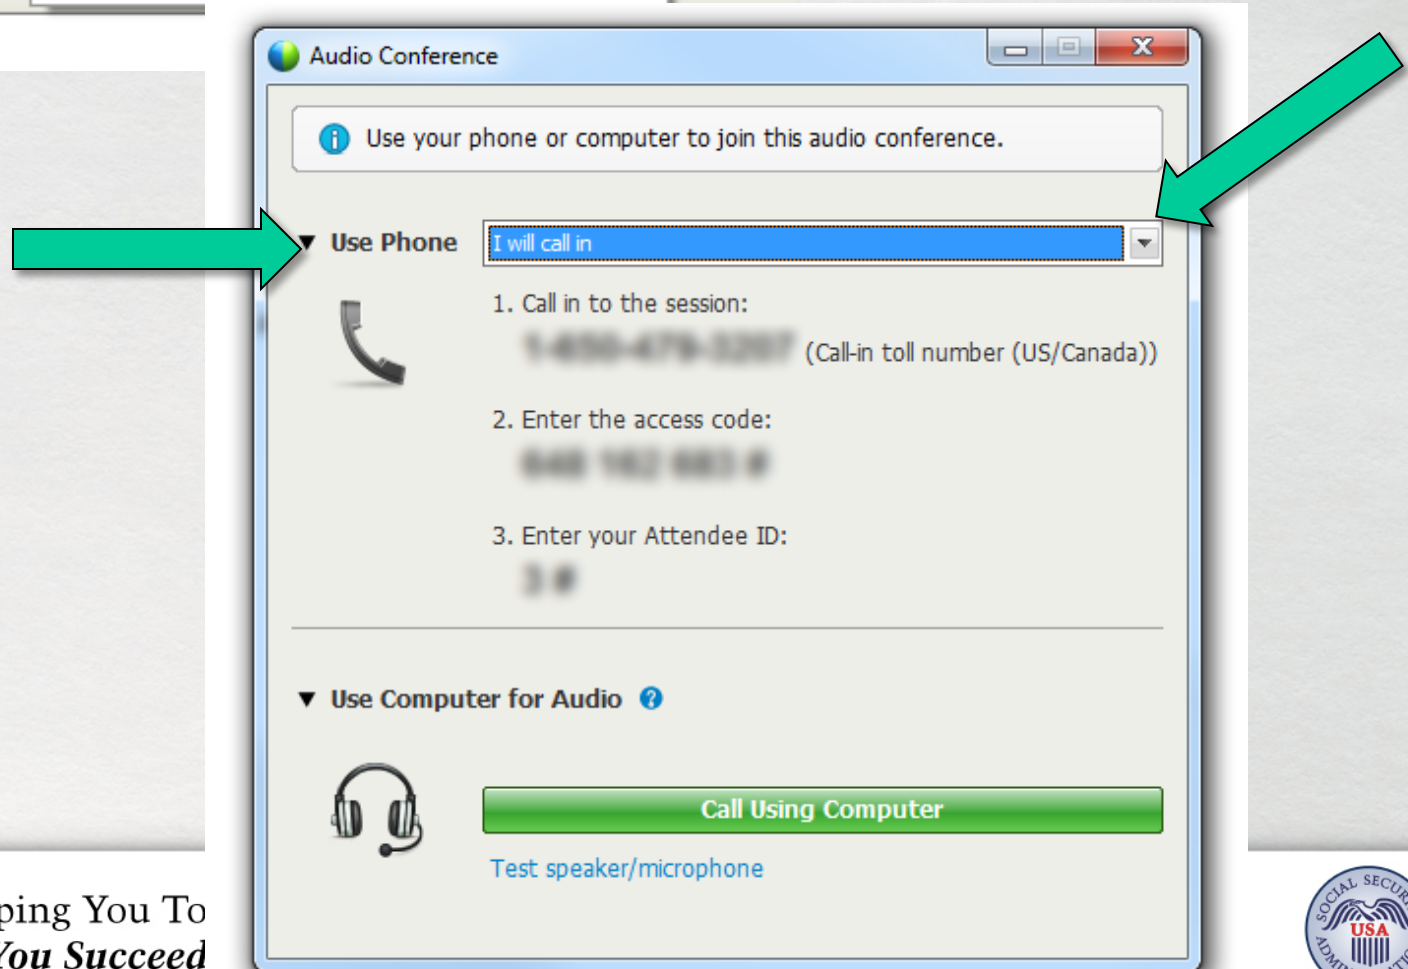 Audio Conference
Use your phone or computer to join this audio conference.
Use Phone
I will call in
1. Call in to the session:
(Call-in toll number (US/Canada))
2. Enter the access code:
3. Enter your Attendee ID:
Use Computer for Audio ?
Call Using Computer
Test speaker/microphone
ping You To
You Succeed
SOCIAL SECUR
USA